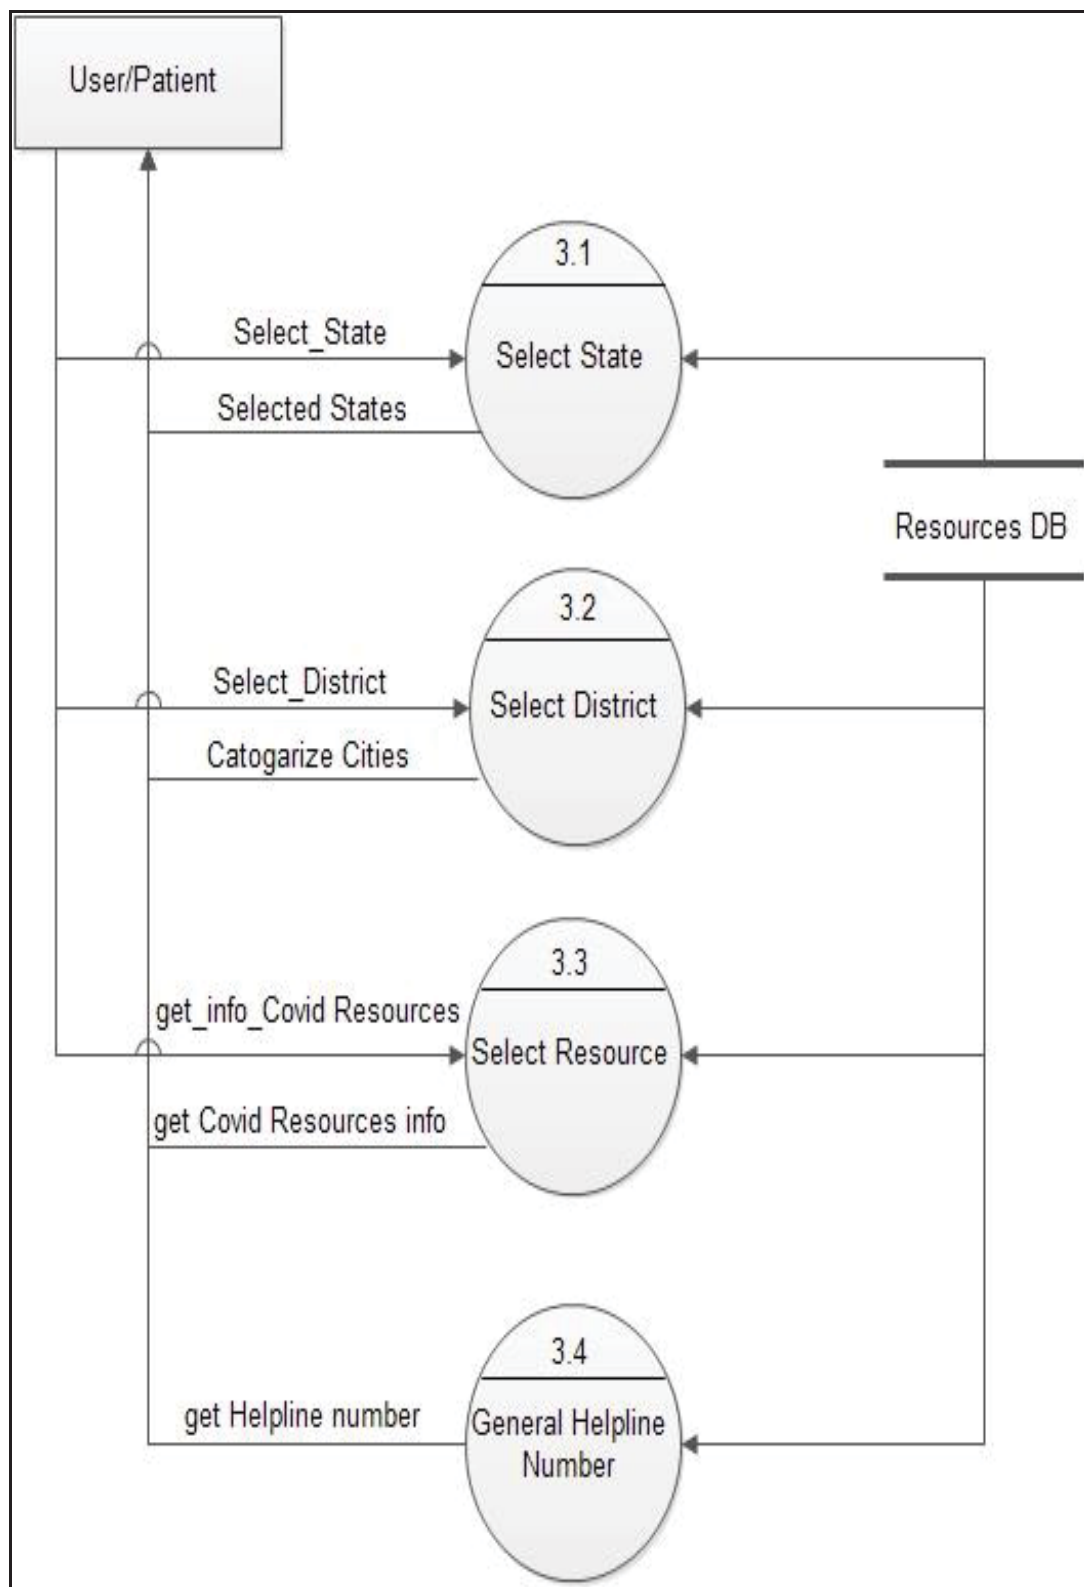 User/Patient
3.1
Select_State
Select State
Selected States
Resources DB
3.2
Select_District
Select District
Catogarize Cities
3.3
get_info_Covid Resources
Select Resource
get Covid Resources info
3.4
get Helpline number
General Helpline
Number